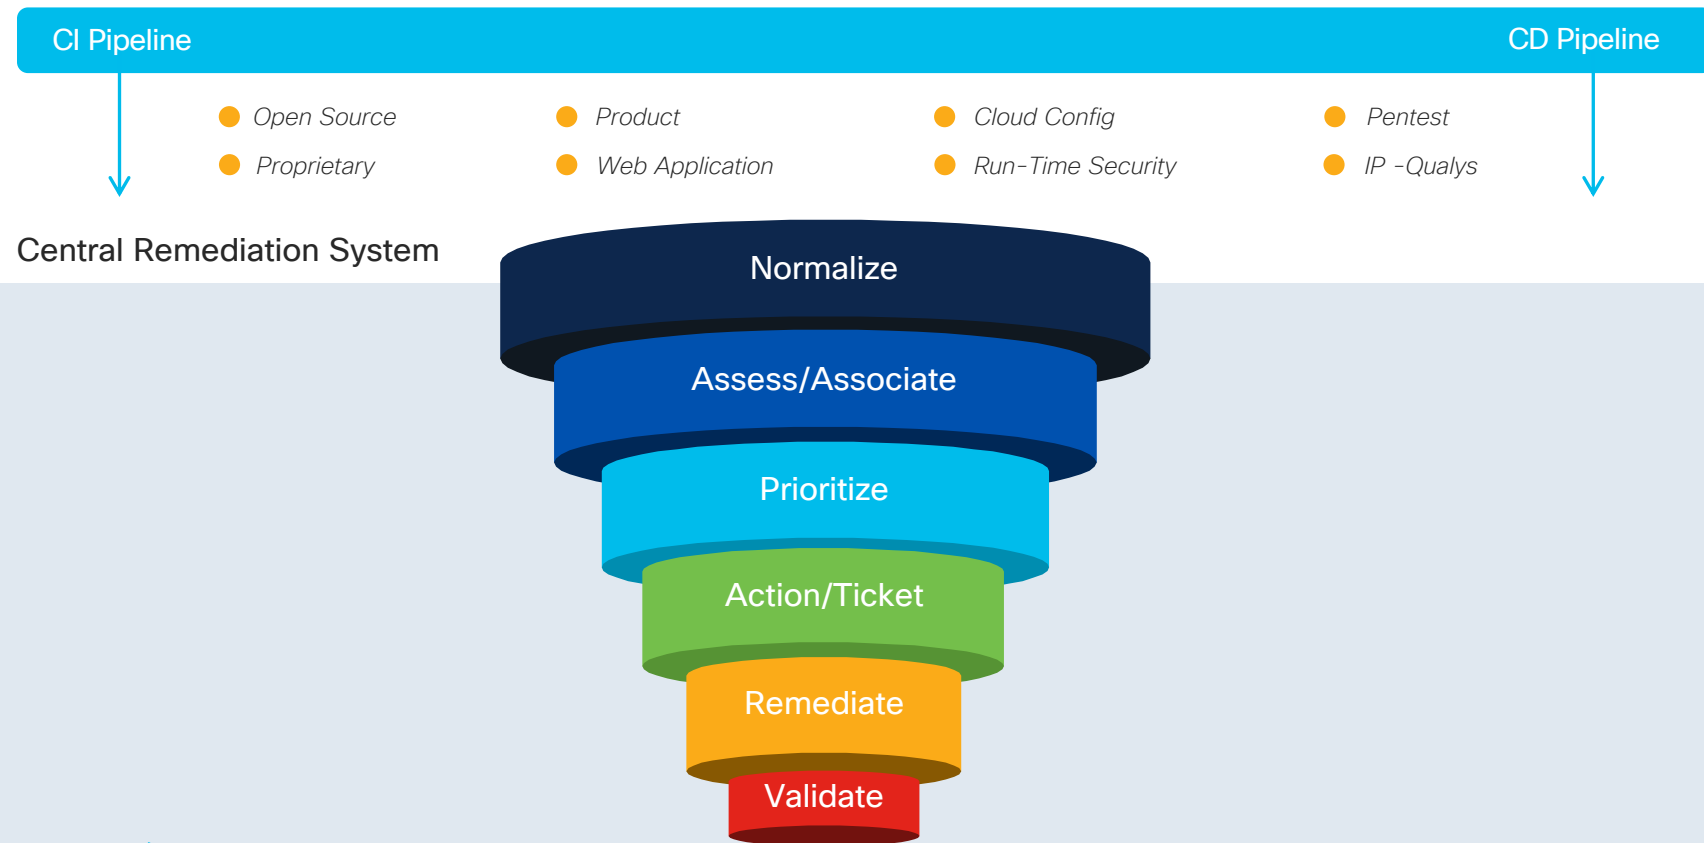 CI Pipeline
CD Pipeline
Open Source
Product
Cloud Config
Pentest
Proprietary
Web Application
Run-Time Security
IP -Qualys
Central Remediation System
Normalize
Assess/Associate
Prioritize
Action/Ticket
Remediate
Validate